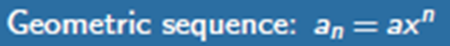 Geometric sequence: aₙ = axⁿ